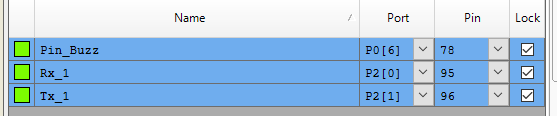 Name / Port Pin Lock
Pin_Buzz P0[6] 78
Rx_1 P2[0] 95
Tx_1 P2[1] 96